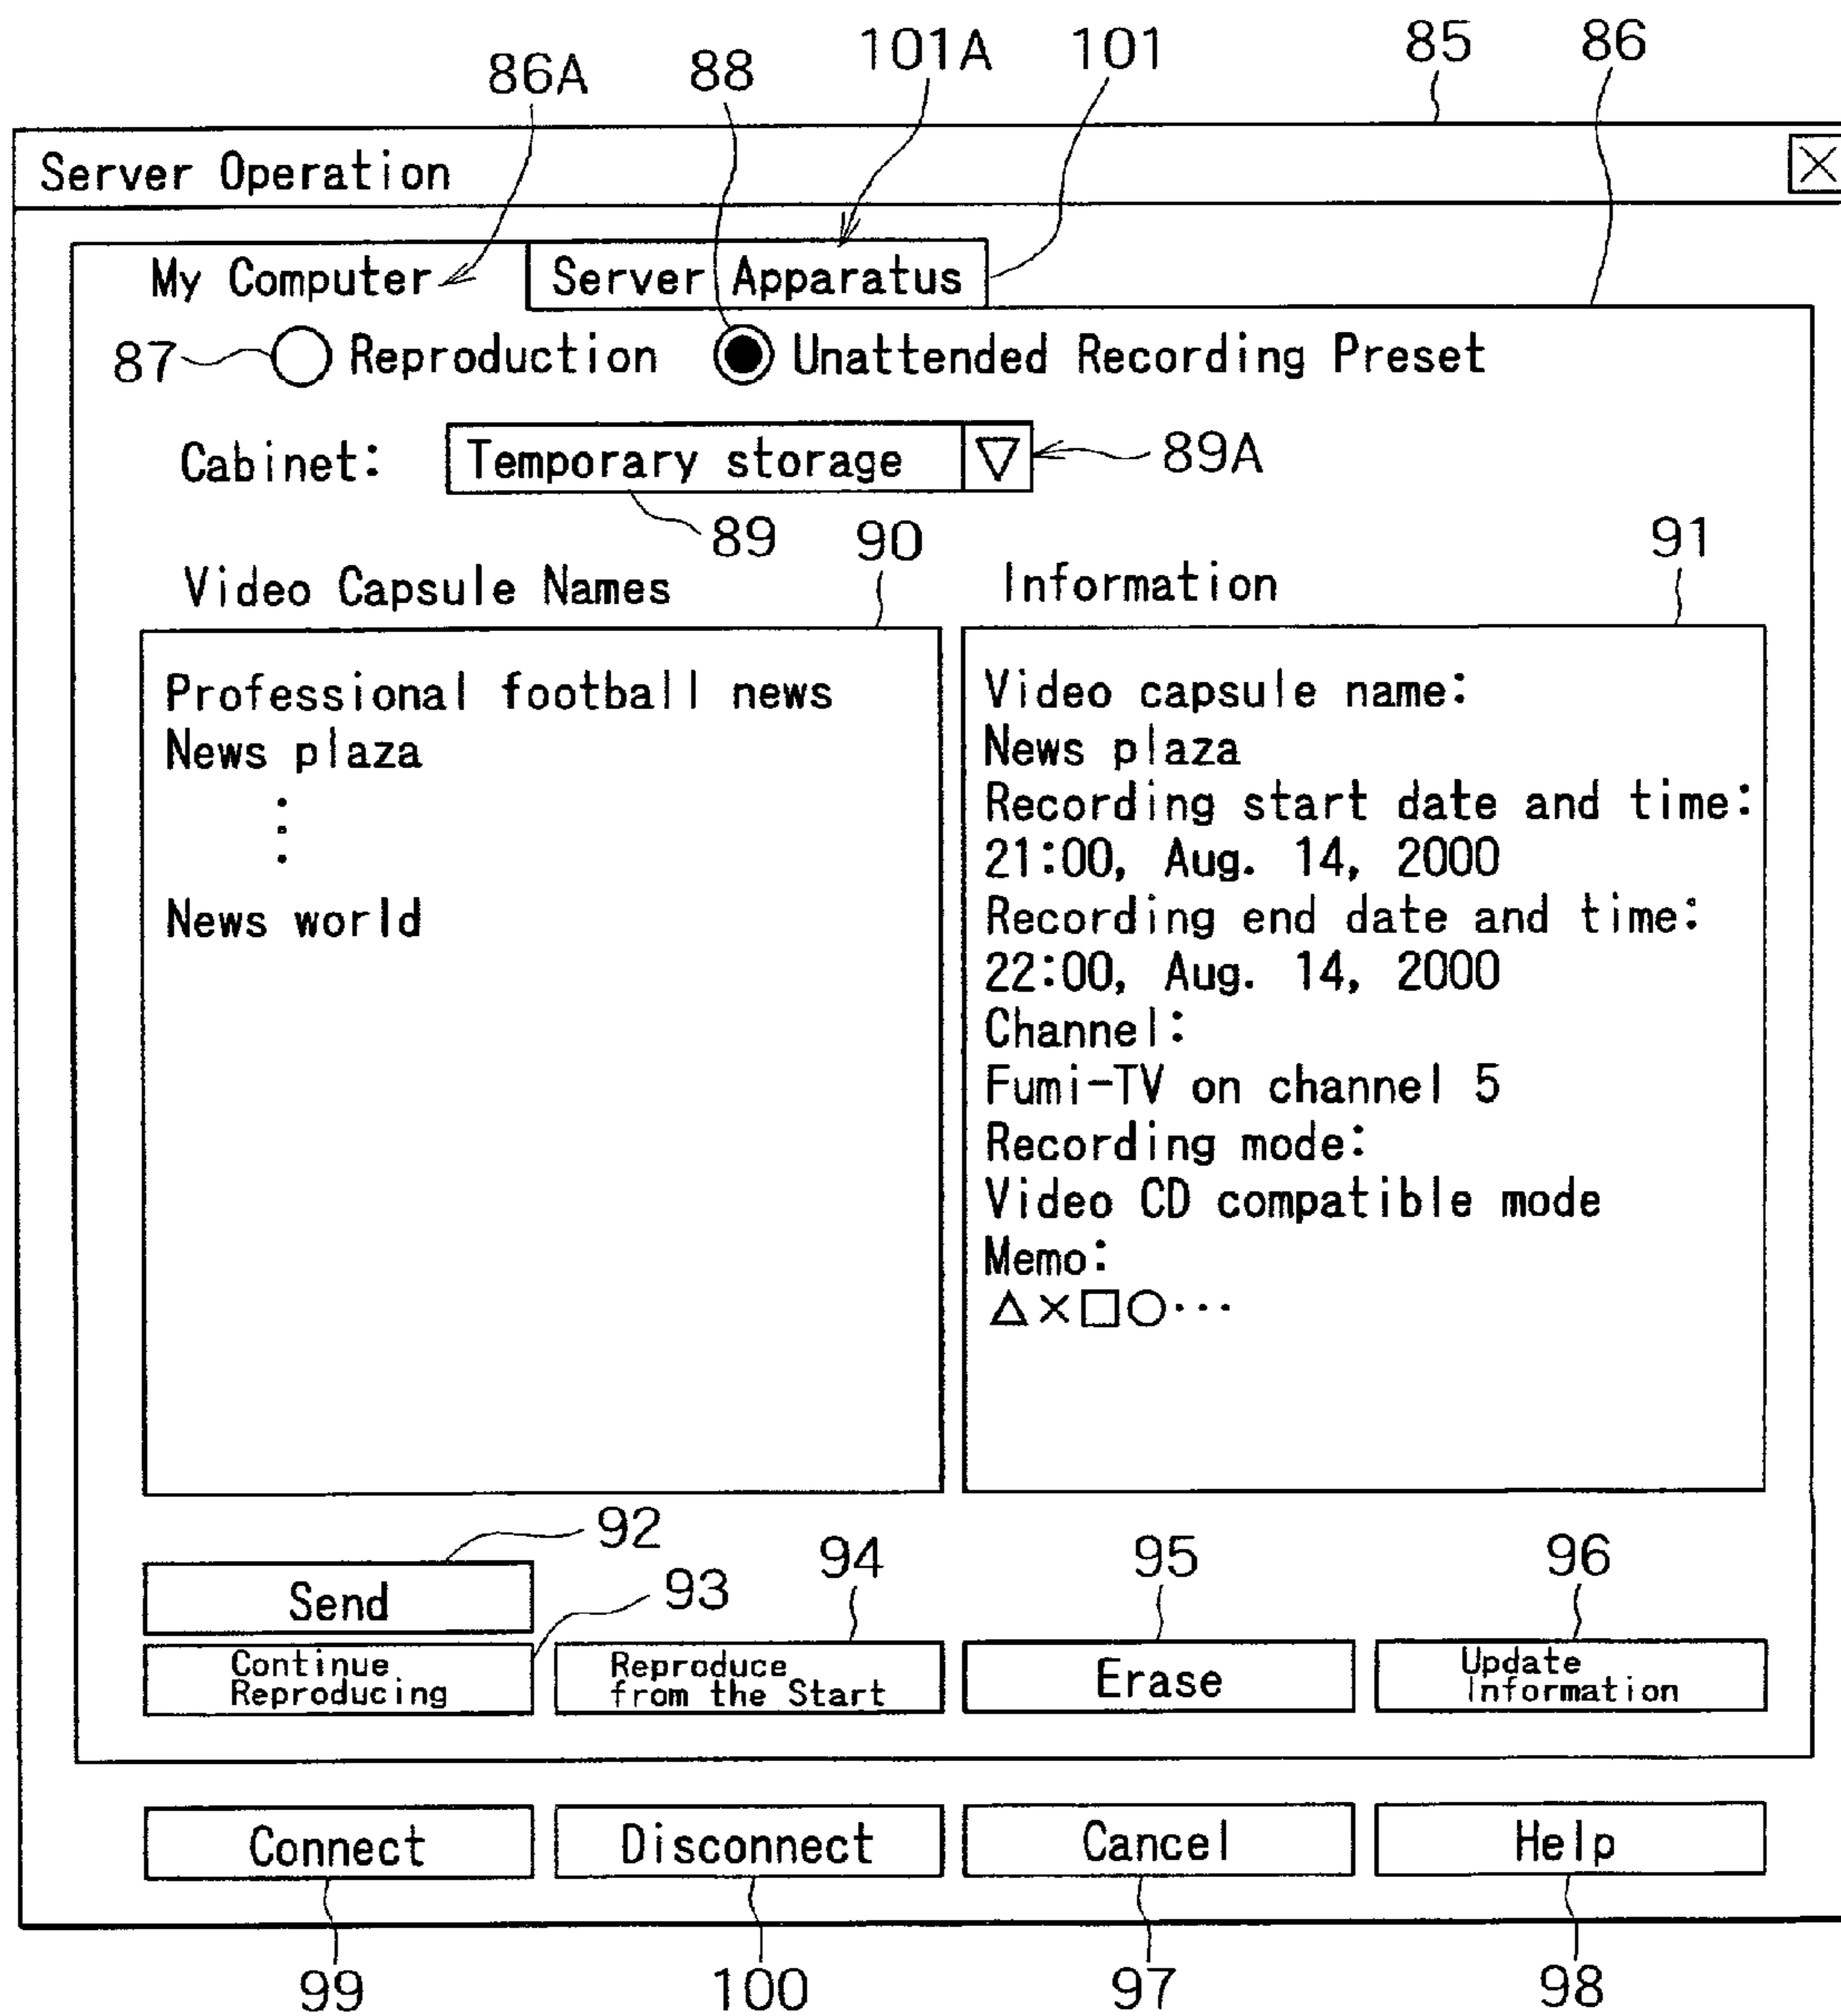 86A 88 101A 101 85 86
Server Operation
My Computer Server Apparatus
87 Reproduction Unattended Recording Preset
Cabinet: Temporary storage 89A
89 90 91
Video Capsule Names Information
Professional football news
News plaza
:
:
News world
Video capsule name:
News plaza
Recording start date and time:
21:00, Aug. 14, 2000
Recording end date and time:
22:00, Aug. 14, 2000
Channel:
Fumi-TV on channel 5
Recording mode:
Video CD compatible mode
Memo:
△×□○···
92 94 95 96
Send 93
Continue
Reproducing
Reproduce
from the Start
Erase
Update
Information
Connect Disconnect Cancel Help
99 100 97 98